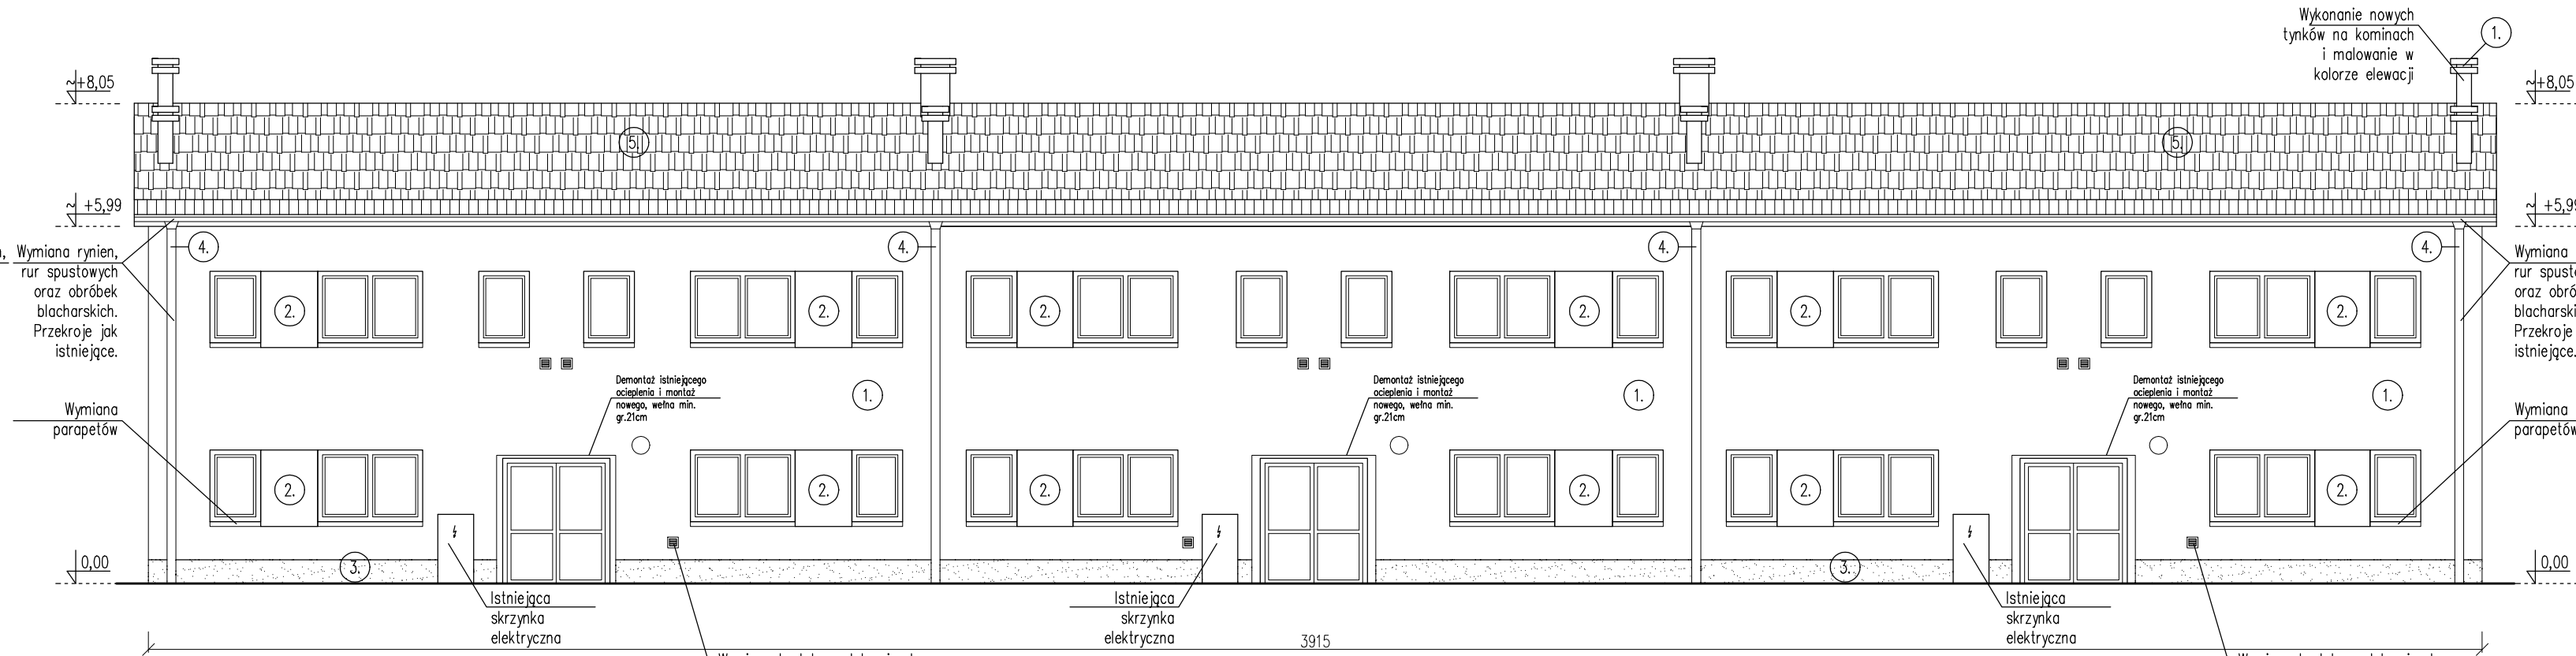 Wykonanie nowych
tynków na kominach
i malowanie w
kolorze elewacji
1.
~+8,05
~+8,05
5.
5.
~ +5,99
~ +5,99
4.
4.
4.
4.
Wymiana rynien,
rur spustowych
oraz obróbek
blacharskich.
Przekroje jak
istniejące.
Wymiana
oraz
Przekroje
istniejące.
2.
2.
2.
2.
2.
2.
Demontaż istniejącego
ocieplenia i montaż
nowego, wełna min.
gr.21cm
1.
Demontaż istniejącego
ocieplenia i montaż
nowego, wełna min.
gr.21cm
1.
Demontaż istniejącego
ocieplenia i montaż
nowego, wełna min.
gr.21cm
1.
Wymiana
parapetów
Wymiana
parapetów
2.
2.
2.
2.
2.
2.
0,00
3.
3.
0,00
Istniejąca
skrzynka
elektryczna
Istniejąca
skrzynka
elektryczna
Istniejąca
skrzynka
elektryczna
3915